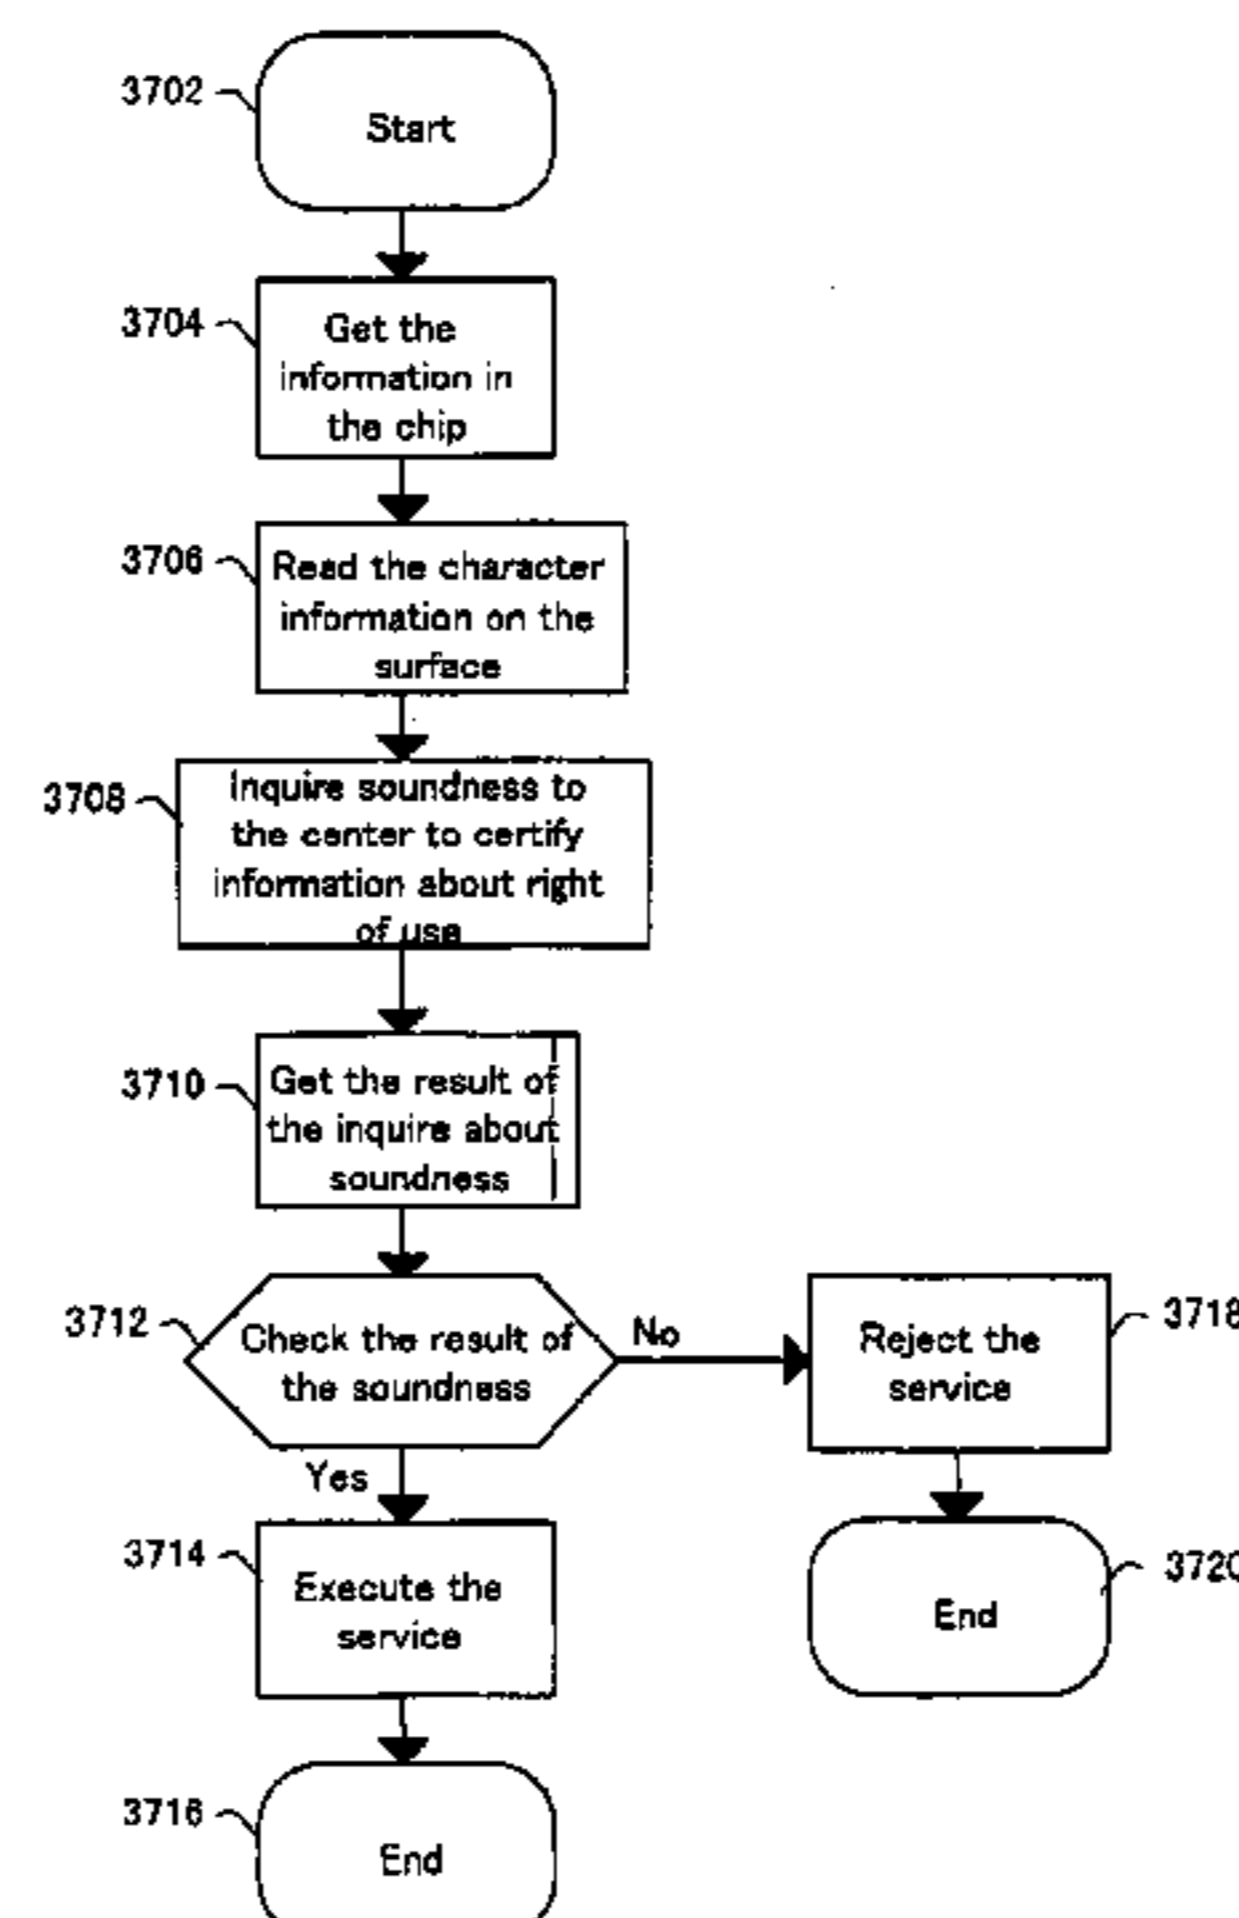 3702
Start
3704
Get the
information in
the chip
3706
Read the character
information on the
surface
3708
Inquire soundness to
the center to certify
information about right
of use
3710
Get the result of
the inquire about
soundness
3712
Check the result of
the soundness
No
3718
Reject the
service
Yes
3714
Execute the
service
3720
End
3716
End